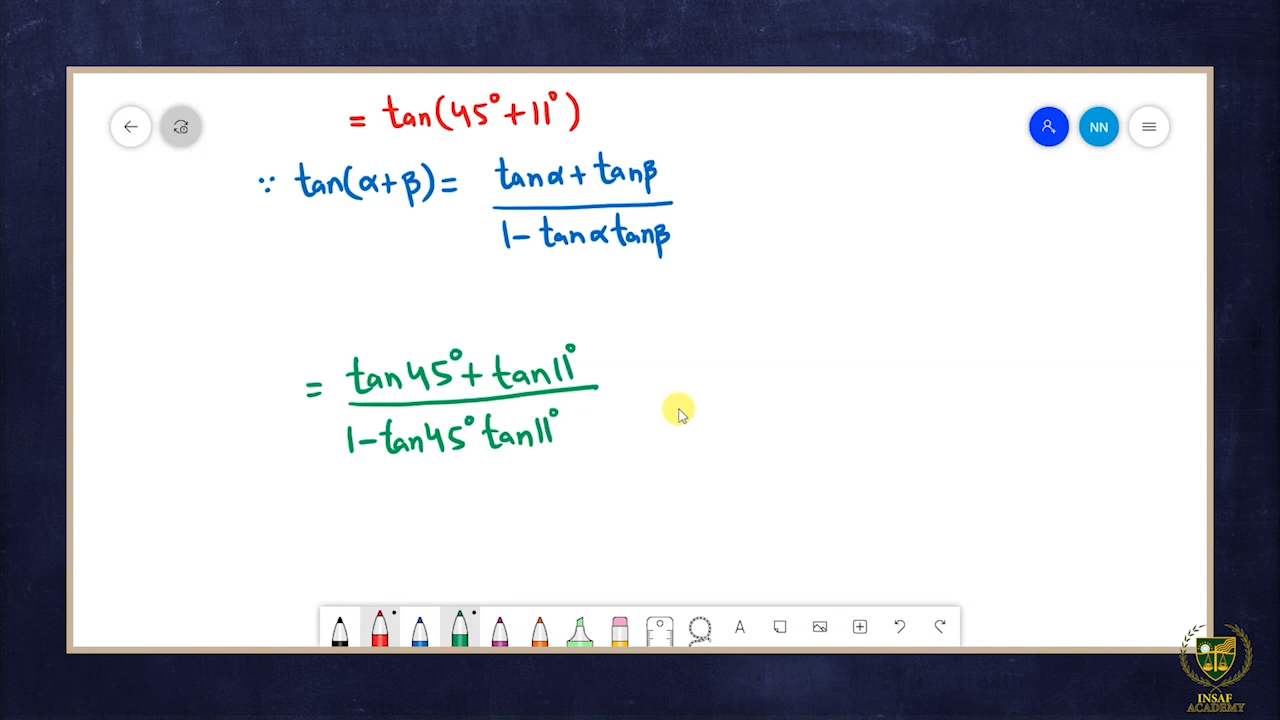 = tan(45°+11°)
NN
∵ tan(α+β) = (tanα + tanβ) / (1 - tanα tanβ)
= (tan45° + tan11°) / (1 - tan45° tan11°)
A
INSAF
ACADEMY